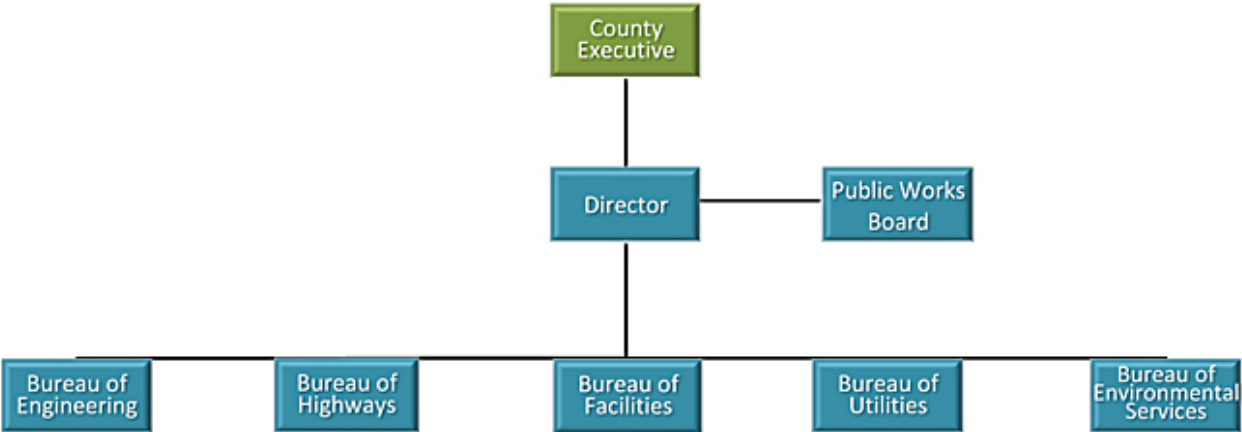 County
Executive
Director
Public Works
Board
Bureau of
Engineering
Bureau of
Highways
Bureau of
Facilities
Bureau of
Utilities
Bureau of
Environmental
Services